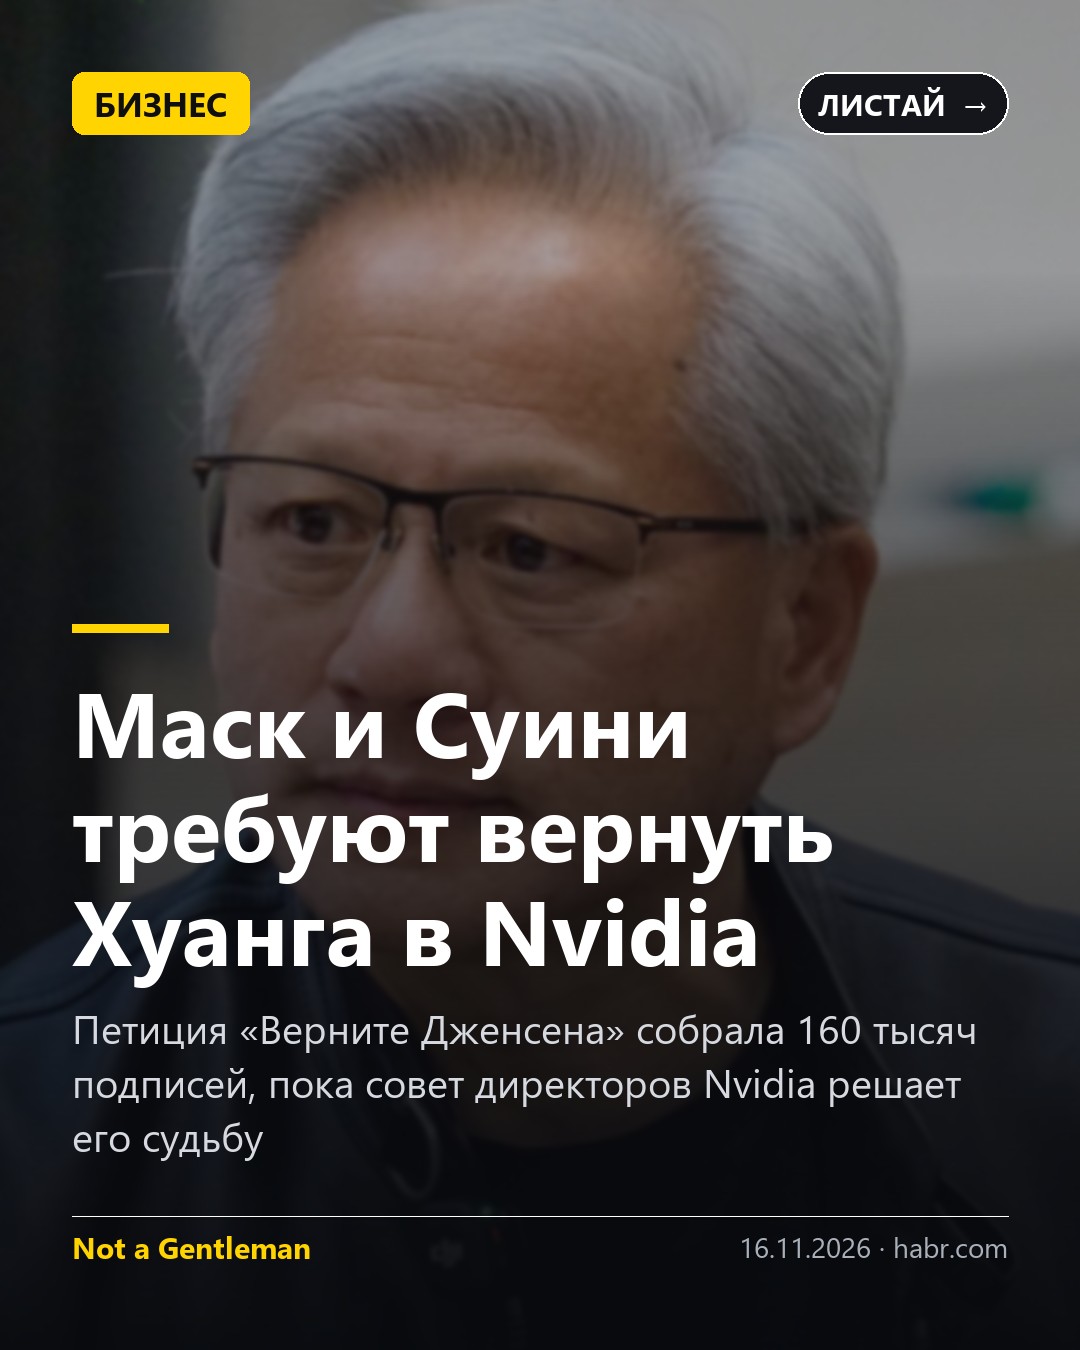 БИЗНЕС
ЛИСТАЙ →
Маск и Суини
требуют вернуть
Хуанга в Nvidia
Петиция «Верните Дженсена» собрала 160 тысяч
подписей, пока совет директоров Nvidia решает
его судьбу
Not a Gentleman
16.11.2026 · habr.com